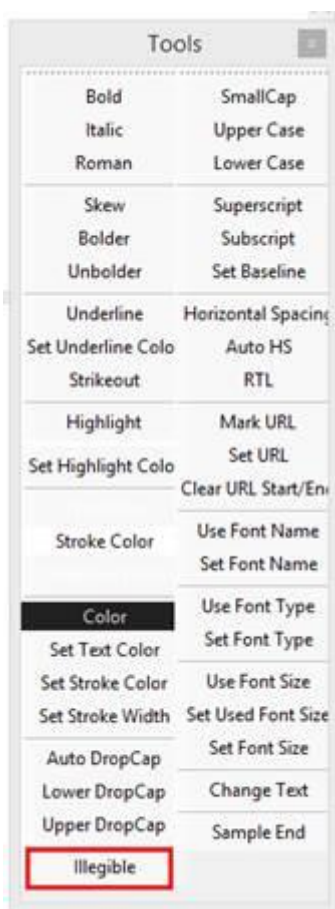 Tools
x
Bold
Italic
Roman
Skew
Bolder
Unbolder
Underline
Set Underline Colo
Strikeout
Highlight
Set Highlight Colo
Stroke Color
Color
Set Text Color
Set Stroke Color
Set Stroke Width
Auto DropCap
Lower DropCap
Upper DropCap
Illegible
SmallCap
Upper Case
Lower Case
Superscript
Subscript
Set Baseline
Horizontal Spacing
Auto HS
RTL
Mark URL
Set URL
Clear URL Start/En
Use Font Name
Set Font Name
Use Font Type
Set Font Type
Use Font Size
Set Used Font Size
Set Font Size
Change Text
Sample End